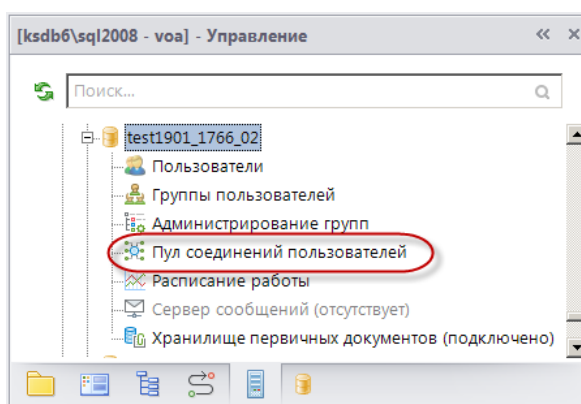 [ksdb6\sql2008 - voa] - Управление
Поиск...
test1901_1766_02
Пользователи
Группы пользователей
Администрирование групп
Пул соединений пользователей
Расписание работы
Сервер сообщений (отсутствует)
Хранилище первичных документов (подключено)